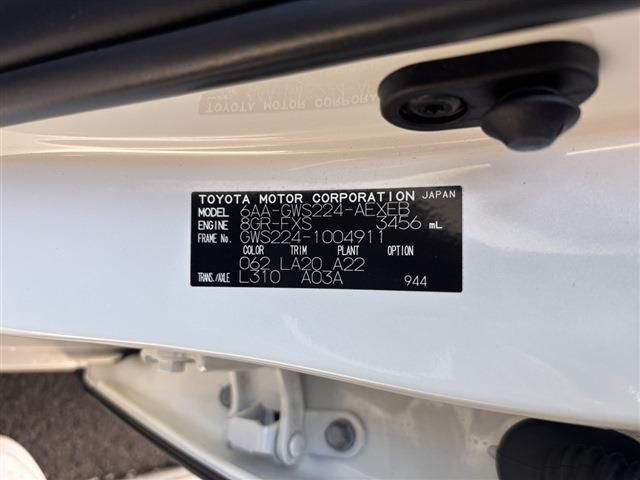 TOYOTA MOTOR CORPORATION JAPAN
MODEL 6AA-GWS224-AEXEB
ENGINE 8GR-FXS 3456 mL
FRAME No. GWS224-1004911
COLOR TRIM PLANT OPTION
062 LA20 A22
TRANS./AXLE L310 A03A 944